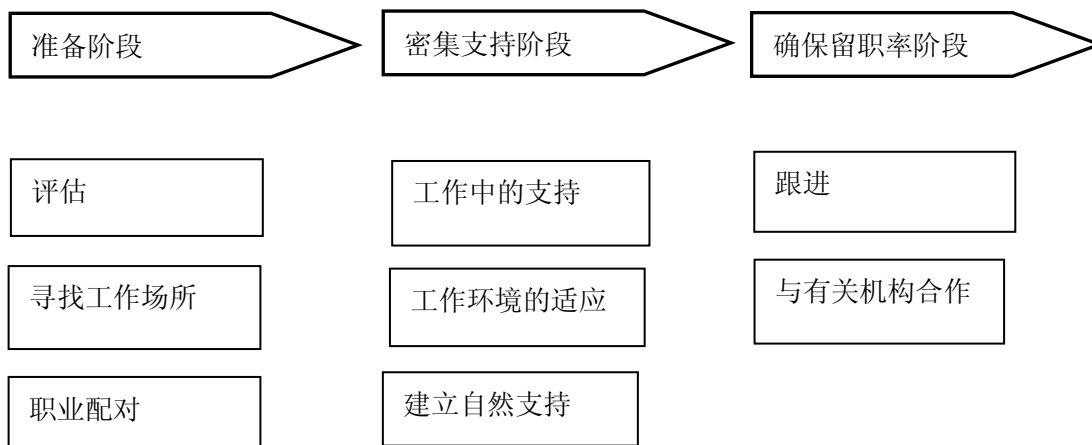 准备阶段
密集支持阶段
确保留职率阶段
评估
工作中的支持
跟进
寻找工作场所
工作环境的适应
与有关机构合作
职业配对
建立自然支持